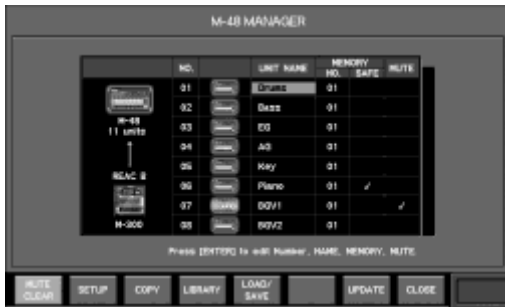 M-48 MANAGER
NO. UNIT NAME MEMORY NO. SAFE MUTE
01 Drums 01
02 Bass 01
03 EG 01
04 AG 01
05 Key 01
06 Piano 01 √
07 BGV1 01 √
08 BGV2 01
M-48
11 units
REAC B
M-300
Press [ENTER] to edit Number, NAME, MEMORY, MUTE.
MUTE CLEAR
SETUP
COPY
LIBRARY
LOAD/ SAVE
UPDATE
CLOSE